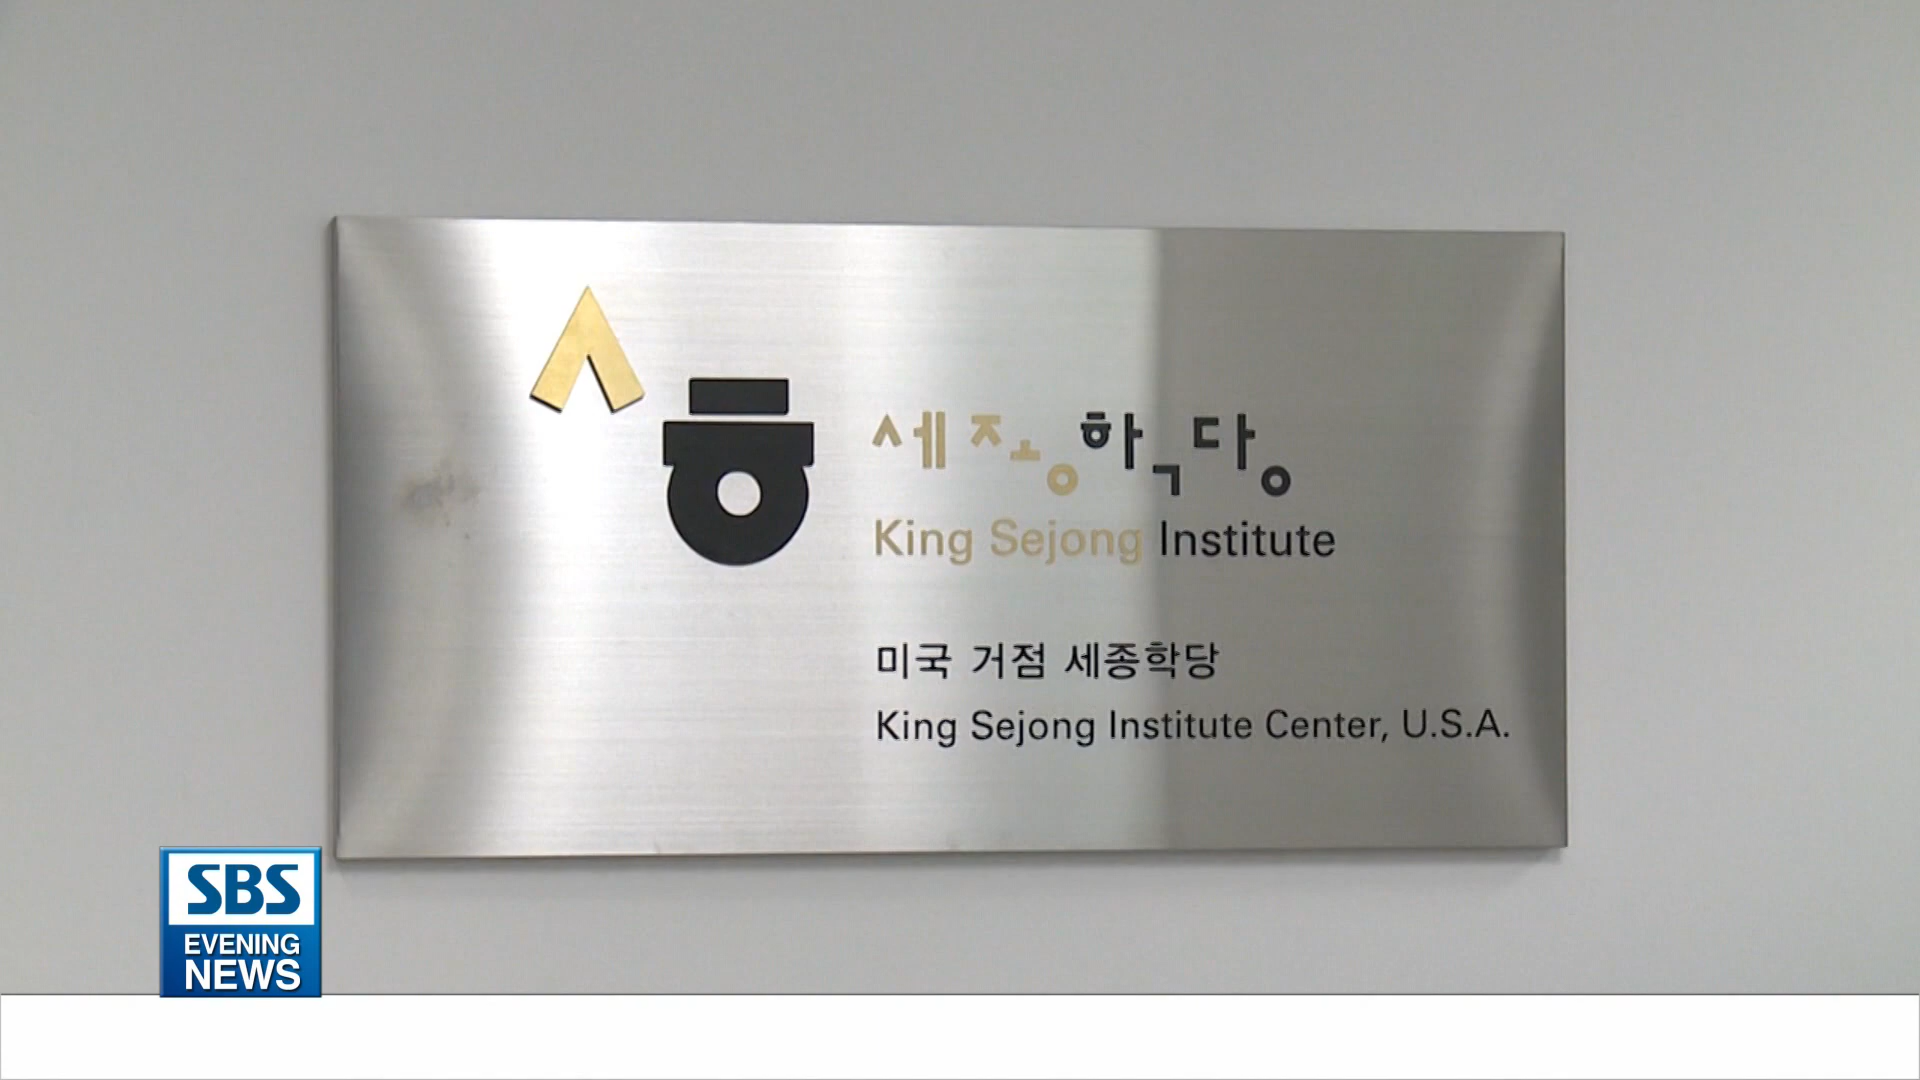 세종학당
King Sejong Institute
미국 거점 세종학당
King Sejong Institute Center, U.S.A.
SBS
EVENING
NEWS